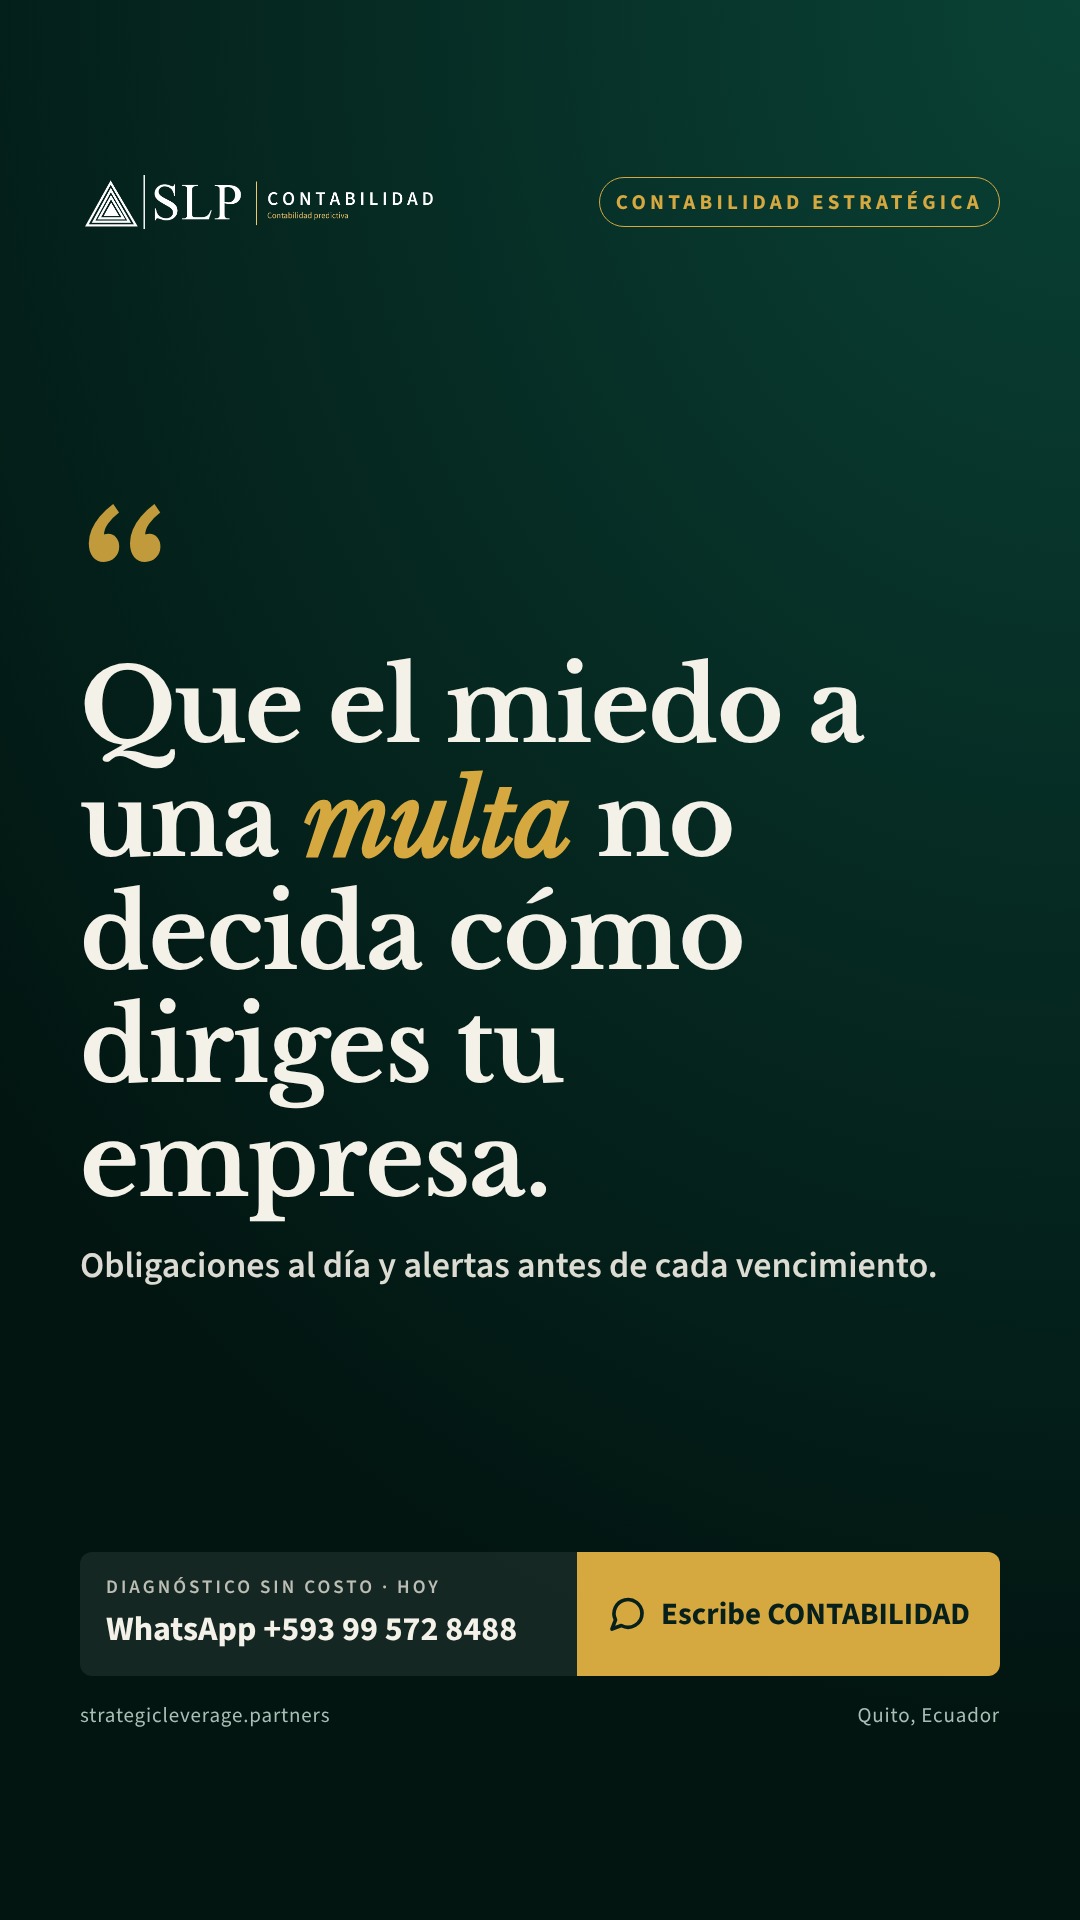 SLP
CONTABILIDAD
Contabilidad predictiva
CONTABILIDAD ESTRATÉGICA
“
Que el miedo a
una multa no
decida cómo
diriges tu
empresa.
Obligaciones al día y alertas antes de cada vencimiento.
DIAGNÓSTICO SIN COSTO · HOY
WhatsApp +593 99 572 8488
Escribe CONTABILIDAD
strategicleverage.partners
Quito, Ecuador